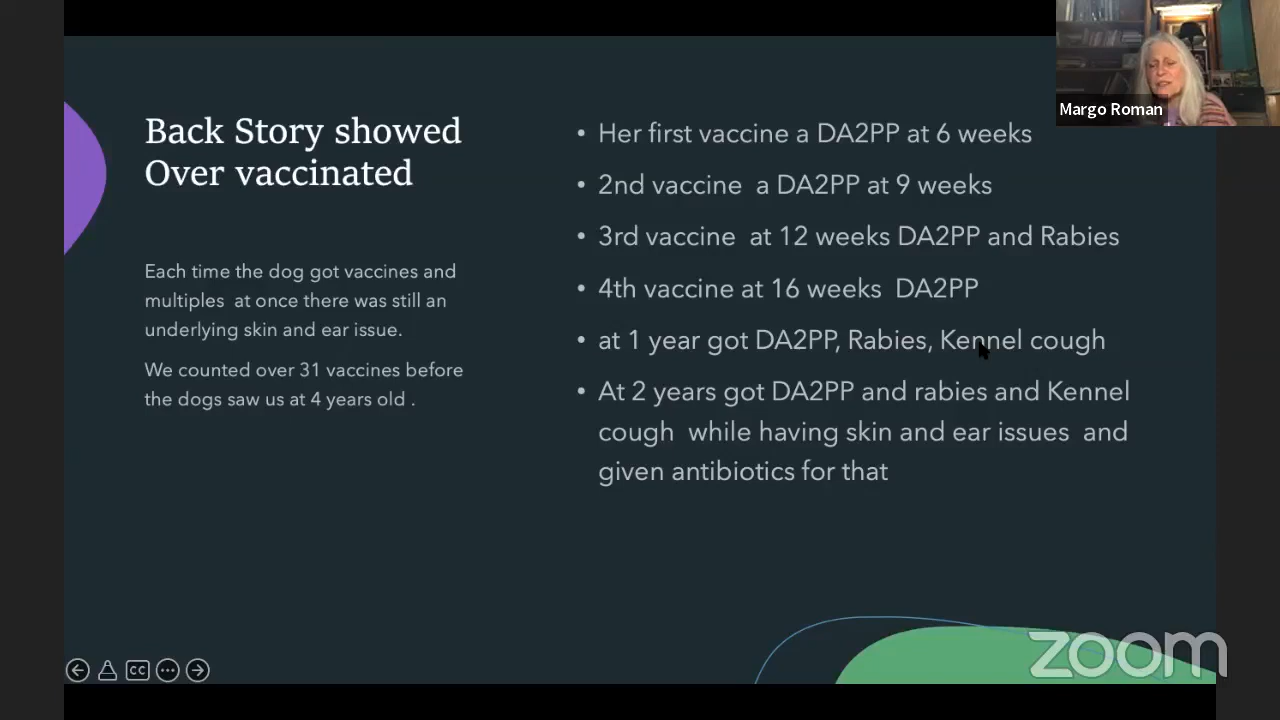 Margo Roman
Back Story showed
Over vaccinated
Each time the dog got vaccines and
multiples at once there was still an
underlying skin and ear issue.
We counted over 31 vaccines before
the dogs saw us at 4 years old .
• Her first vaccine a DA2PP at 6 weeks
• 2nd vaccine a DA2PP at 9 weeks
• 3rd vaccine at 12 weeks DA2PP and Rabies
• 4th vaccine at 16 weeks DA2PP
• at 1 year got DA2PP, Rabies, Kennel cough
• At 2 years got DA2PP and rabies and Kennel
cough while having skin and ear issues and
given antibiotics for that
CC
zoom